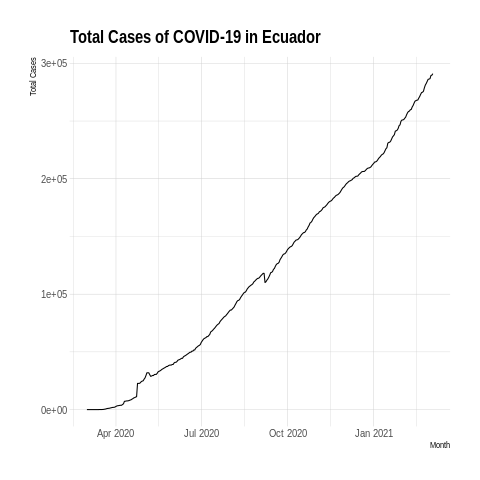 Total Cases of COVID-19 in Ecuador
Total Cases
3e+05
2e+05
1e+05
0e+00
Apr 2020 Jul 2020 Oct 2020 Jan 2021
Month